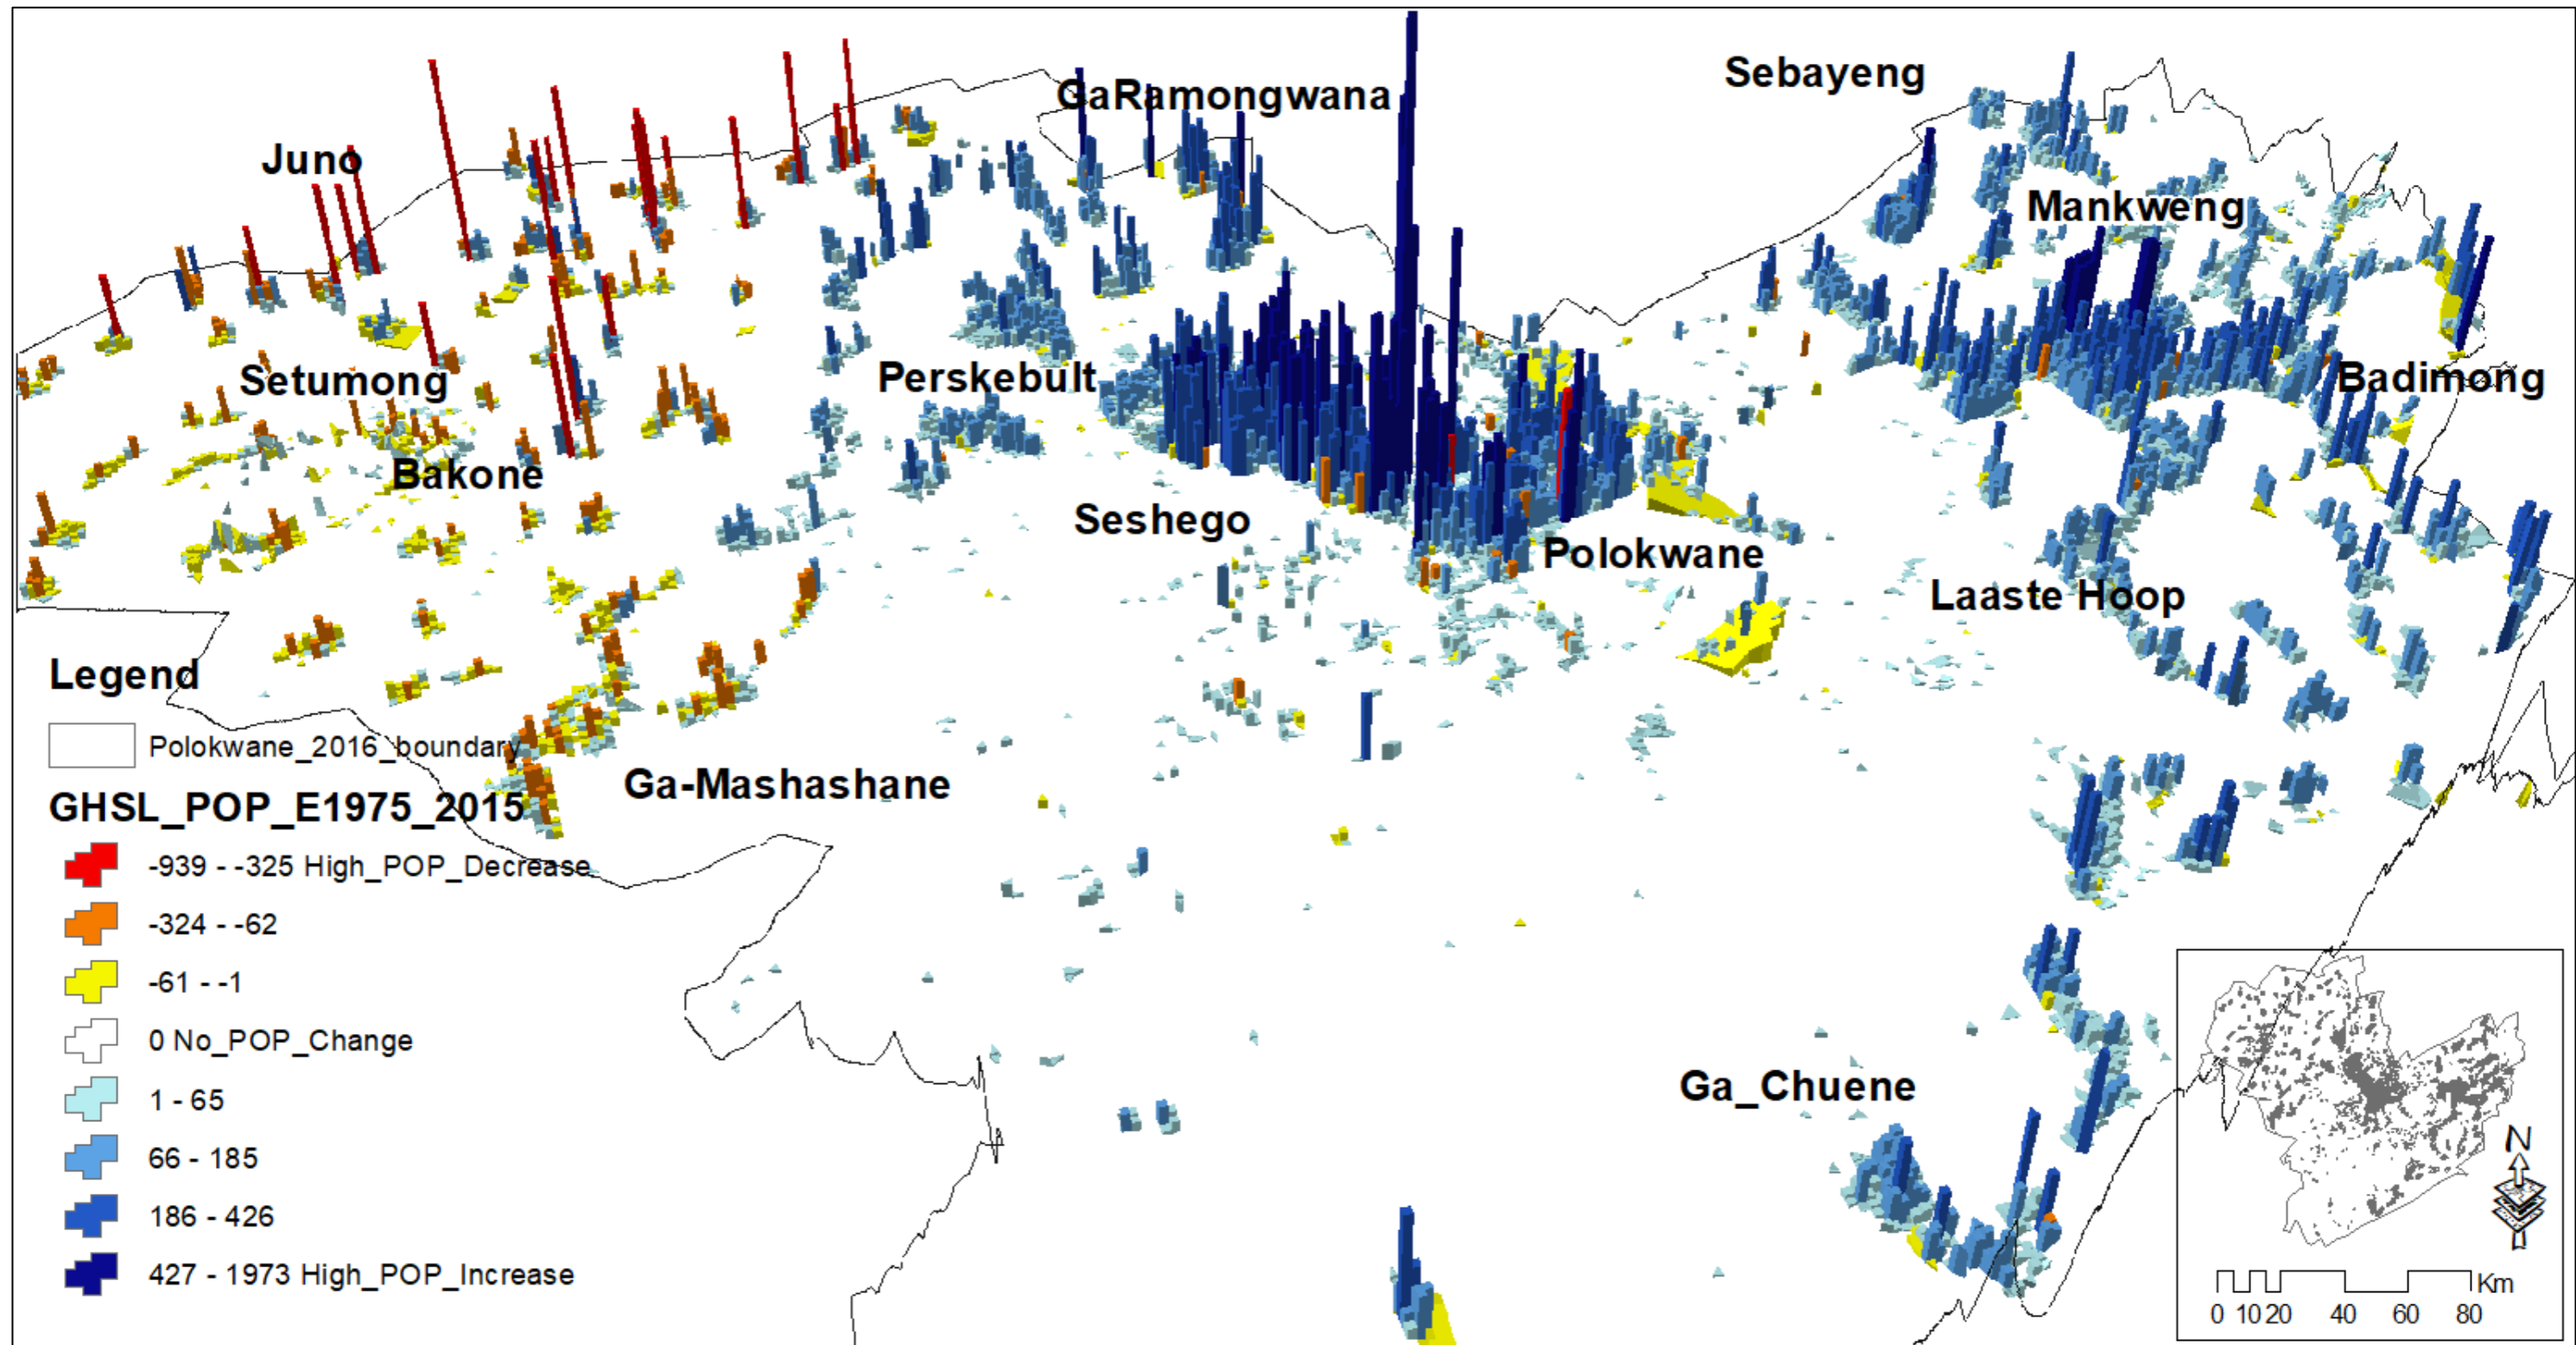 Sebayeng
GaRamongwana
Juno
Mankweng
Setumong
Perskebult
Badimong
Bakone
Seshego
Polokwane
Laaste Hoop
Ga-Mashashane
Ga_Chuene
Legend
Polokwane_2016_boundary
GHSL_POP_E1975_2015
-939 - -325 High_POP_Decrease
-324 - -62
-61 - -1
0 No_POP_Change
1 - 65
66 - 185
186 - 426
427 - 1973 High_POP_Increase
N
Km
0 10 20 40 60 80